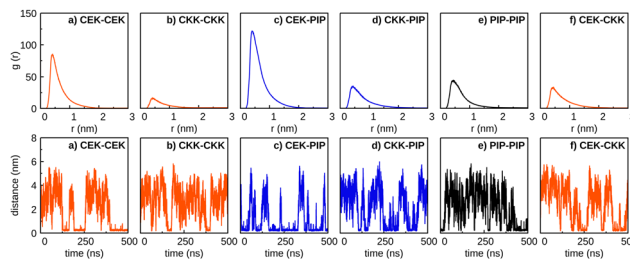 150
100
50
0
g (r)
a) CEK-CEK
b) CKK-CKK
c) CEK-PIP
d) CKK-PIP
e) PIP-PIP
f) CEK-CKK
0 1 2 3
0 1 2 3
0 1 2 3
0 1 2 3
0 1 2 3
0 1 2 3
r (nm)
r (nm)
r (nm)
r (nm)
r (nm)
r (nm)
8
6
4
2
0
distance (nm)
a) CEK-CEK
b) CKK-CKK
c) CEK-PIP
d) CKK-PIP
e) PIP-PIP
f) CEK-CKK
0 250 500
0 250 500
0 250 500
0 250 500
0 250 500
0 250 500
time (ns)
time (ns)
time (ns)
time (ns)
time (ns)
time (ns)